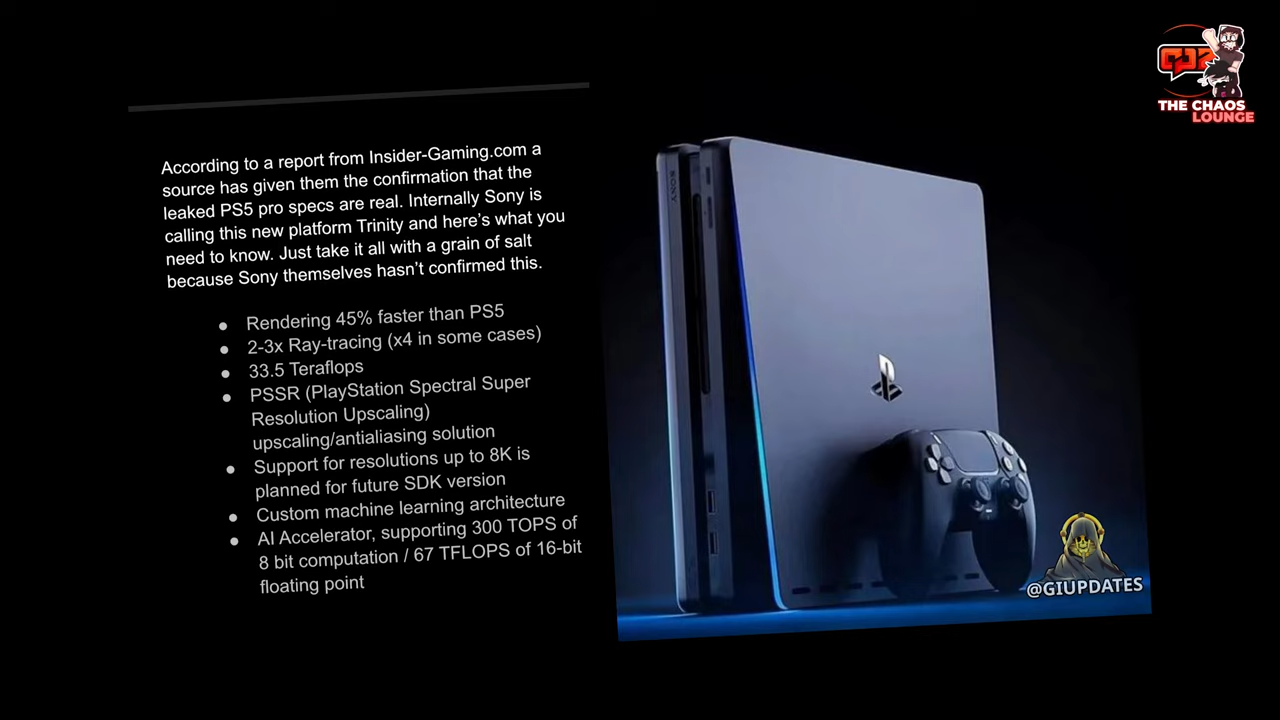 According to a report from Insider-Gaming.com a
source has given them the confirmation that the
leaked PS5 pro specs are real. Internally Sony is
calling this new platform Trinity and here's what you
need to know. Just take it all with a grain of salt
because Sony themselves hasn't confirmed this.
● Rendering 45% faster than PS5
● 2-3x Ray-tracing (x4 in some cases)
● 33.5 Teraflops
● PSSR (PlayStation Spectral Super
Resolution Upscaling)
upscaling/antialiasing solution
● Support for resolutions up to 8K is
planned for future SDK version
● Custom machine learning architecture
● AI Accelerator, supporting 300 TOPS of
8 bit computation / 67 TFLOPS of 16-bit
floating point
SONY
@GIUPDATES
THE CHAOS
LOUNGE